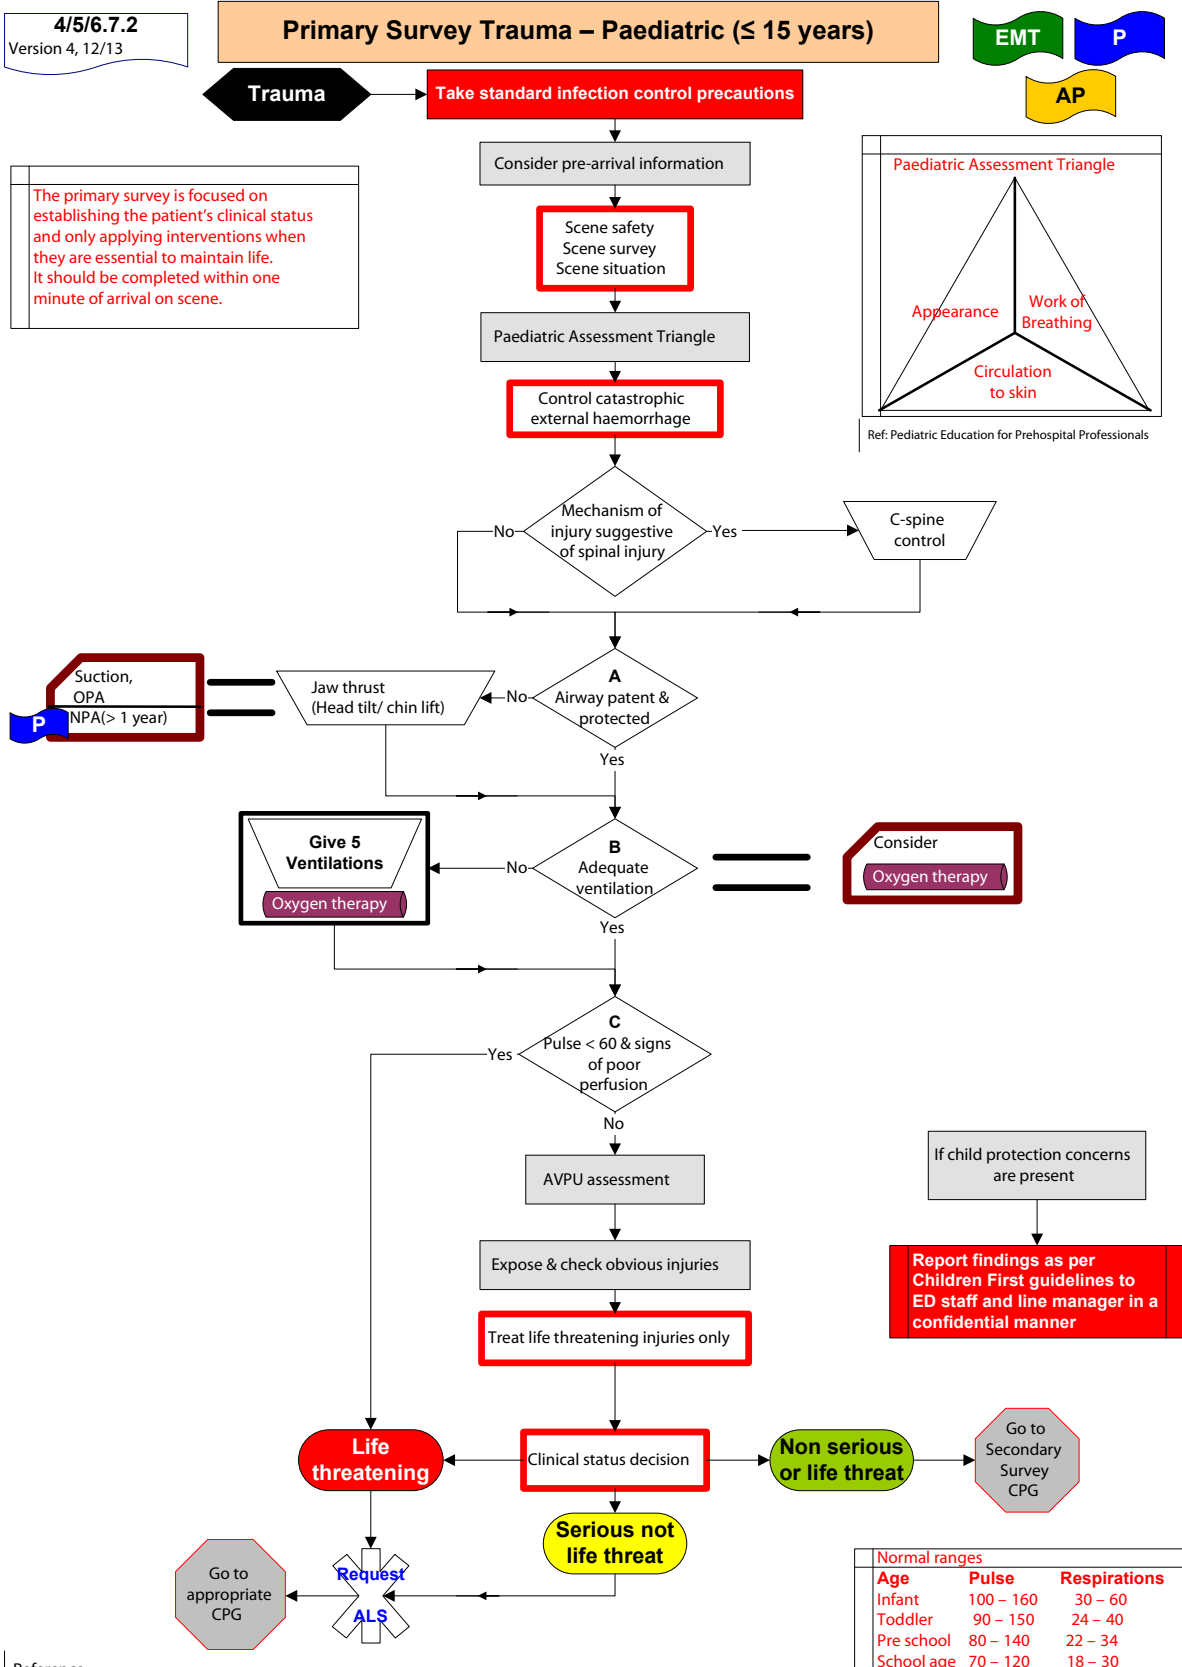 4/5/6.7.2
Version 4, 12/13
Primary Survey Trauma – Paediatric (≤ 15 years)
EMT
P
AP
Trauma
Take standard infection control precautions
Consider pre-arrival information
The primary survey is focused on
establishing the patient's clinical status
and only applying interventions when
they are essential to maintain life.
It should be completed within one
minute of arrival on scene.
Scene safety
Scene survey
Scene situation
Paediatric Assessment Triangle
Appearance
Work of
Breathing
Circulation
to skin
Ref: Pediatric Education for Prehospital Professionals
Paediatric Assessment Triangle
Control catastrophic
external haemorrhage
Mechanism of
injury suggestive
of spinal injury
No
Yes
C-spine
control
A
Airway patent &
protected
No
Yes
Jaw thrust
(Head tilt/ chin lift)
Suction,
OPA
NPA(> 1 year)
P
B
Adequate
ventilation
No
Yes
Give 5
Ventilations
Oxygen therapy
Consider
Oxygen therapy
C
Pulse < 60 & signs
of poor
perfusion
Yes
No
AVPU assessment
Expose & check obvious injuries
Treat life threatening injuries only
If child protection concerns
are present
Report findings as per
Children First guidelines to
ED staff and line manager in a
confidential manner
Clinical status decision
Life
threatening
Non serious
or life threat
Go to
Secondary
Survey
CPG
Serious not
life threat
Request
ALS
Go to
appropriate
CPG
Normal ranges
Age Pulse Respirations
Infant 100 – 160 30 – 60
Toddler 90 – 150 24 – 40
Pre school 80 – 140 22 – 34
School age 70 – 120 18 – 30